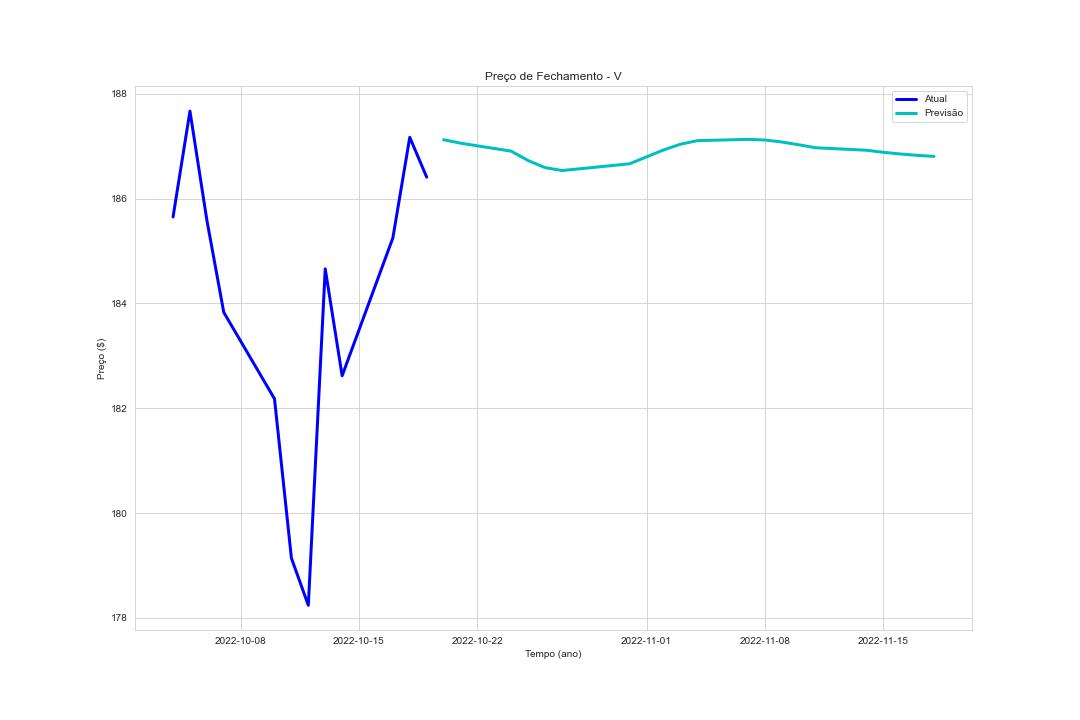 Preço de Fechamento - V
188
186
184
182
180
178
Preço ($)
Atual
Previsão
2022-10-08 2022-10-15 2022-10-22 2022-11-01 2022-11-08 2022-11-15
Tempo (ano)